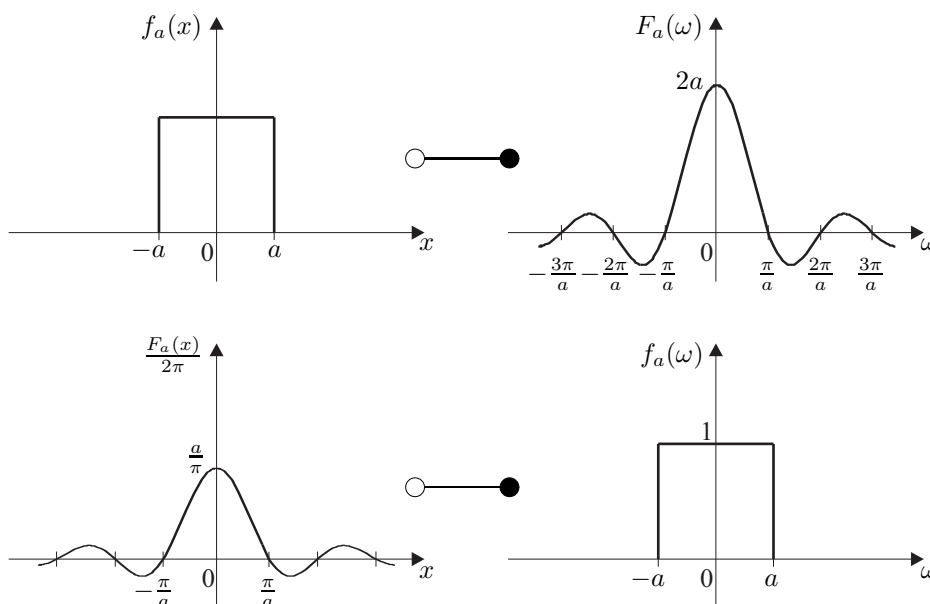 f_a(x)
F_a(ω)
2a
−a 0 a x
−3π/a −2π/a −π/a 0 π/a 2π/a 3π/a ω
F_a(x)/2π
f_a(ω)
a/π
1
−π/a 0 π/a x
−a 0 a ω